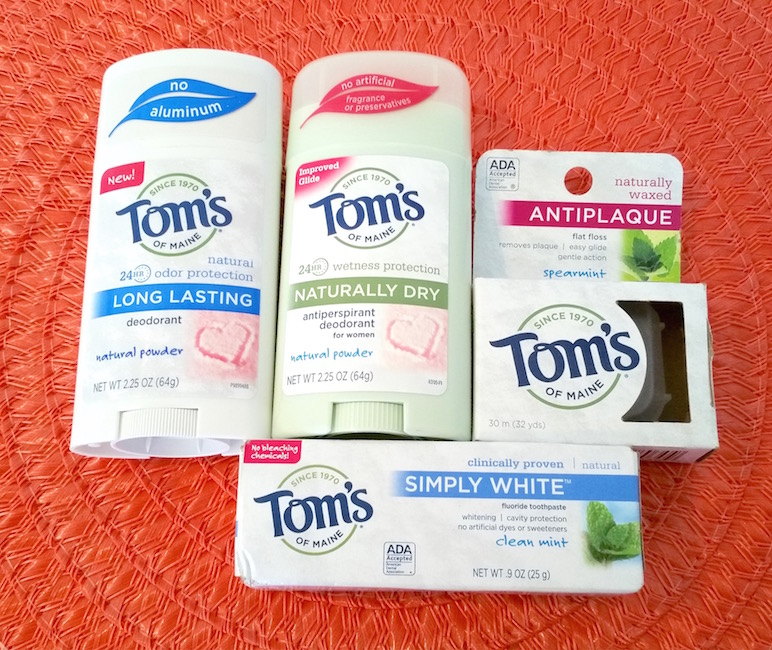 no
aluminum
New!
SINCE 1970
Tom's
OF MAINE
natural
24HR odor protection
LONG LASTING
deodorant
natural powder
NET WT 2.25 OZ (64g)
no artificial
fragrance
or preservatives
Improved
Glide
SINCE 1970
Tom's
OF MAINE
24HR wetness protection
NATURALLY DRY
antiperspirant
deodorant
for women
natural powder
NET WT 2.25 OZ (64g)
ADA
Accepted
naturally
waxed
ANTIPLAQUE
flat floss
removes plaque | easy glide
gentle action
spearmint
SINCE 1970
Tom's
OF MAINE
30 m (32 yds)
No bleaching
chemicals!
SINCE 1970
Tom's
OF MAINE
clinically proven | natural
SIMPLY WHITE™
fluoride toothpaste
whitening | cavity protection
no artificial dyes or sweeteners
clean mint
ADA
Accepted
American
Dental
Association
NET WT .9 OZ (25 g)